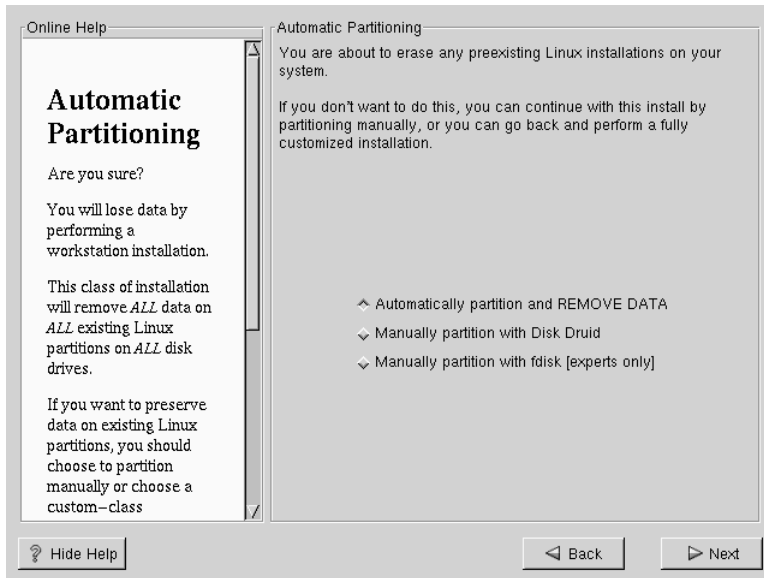 Online Help
Automatic
Partitioning
Are you sure?
You will lose data by
performing a
workstation installation.
This class of installation
will remove ALL data on
ALL existing Linux
partitions on ALL disk
drives.
If you want to preserve
data on existing Linux
partitions, you should
choose to partition
manually or choose a
custom-class
Automatic Partitioning
You are about to erase any preexisting Linux installations on your
system.
If you don't want to do this, you can continue with this install by
partitioning manually, or you can go back and perform a fully
customized installation.
Automatically partition and REMOVE DATA
Manually partition with Disk Druid
Manually partition with fdisk [experts only]
Hide Help
Back
Next